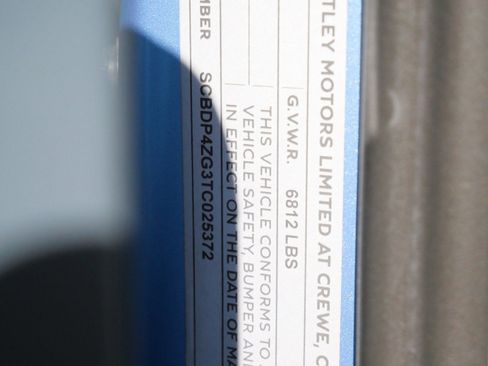 TLEY MOTORS LIMITED AT CREWE, C
G.V.W.R. 6812 LBS
THIS VEHICLE CONFORMS TO
VEHICLE SAFETY, BUMPER AN
IN EFFECT ON THE DATE OF MA
MBER SCBDP4ZG3TC025372